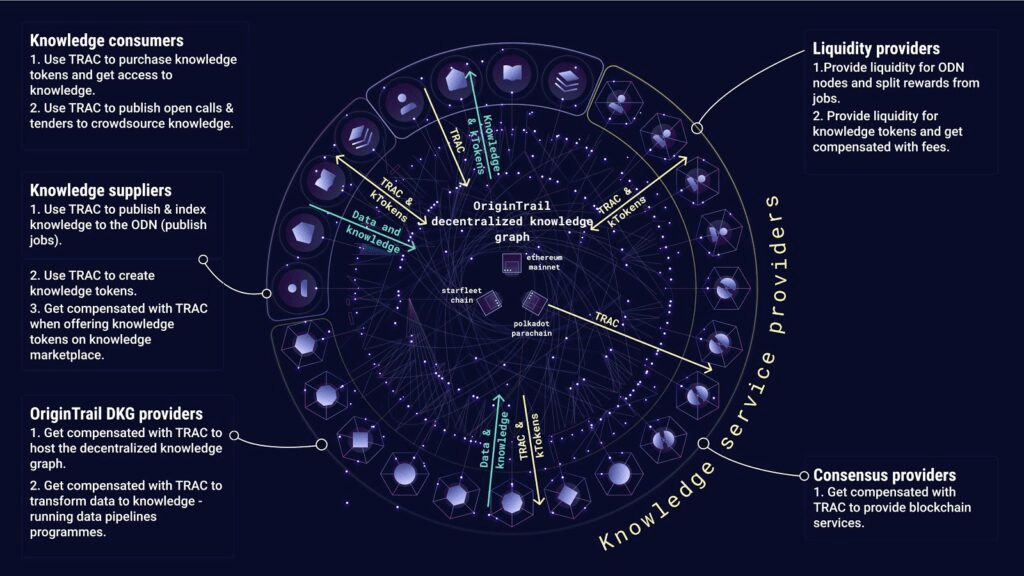 Knowledge consumers
1. Use TRAC to purchase knowledge
tokens and get access to
knowledge.
2. Use TRAC to publish open calls &
tenders to crowdsource knowledge.
Knowledge suppliers
1. Use TRAC to publish & index
knowledge to the ODN (publish
jobs).
2. Use TRAC to create
knowledge tokens.
3. Get compensated with TRAC
when offering knowledge
tokens on knowledge
marketplace.
OriginTrail DKG providers
1. Get compensated with TRAC to
host the decentralized knowledge
graph.
2. Get compensated with TRAC to
transform data to knowledge -
running data pipelines
programmes.
TRAC
Knowledge
& kTokens
TRAC &
kTokens
Data and
knowledge
OriginTrail
decentralized knowledge
graph
TRAC &
kTokens
ethereum
mainnet
starfleet
chain
polkadot
parachain
TRAC
Data &
knowledge
TRAC &
kTokens
Knowledge service providers
Liquidity providers
1.Provide liquidity for ODN
nodes and split rewards from
jobs.
2. Provide liquidity for
knowledge tokens and get
compensated with fees.
Consensus providers
1. Get compensated with
TRAC to provide blockchain
services.